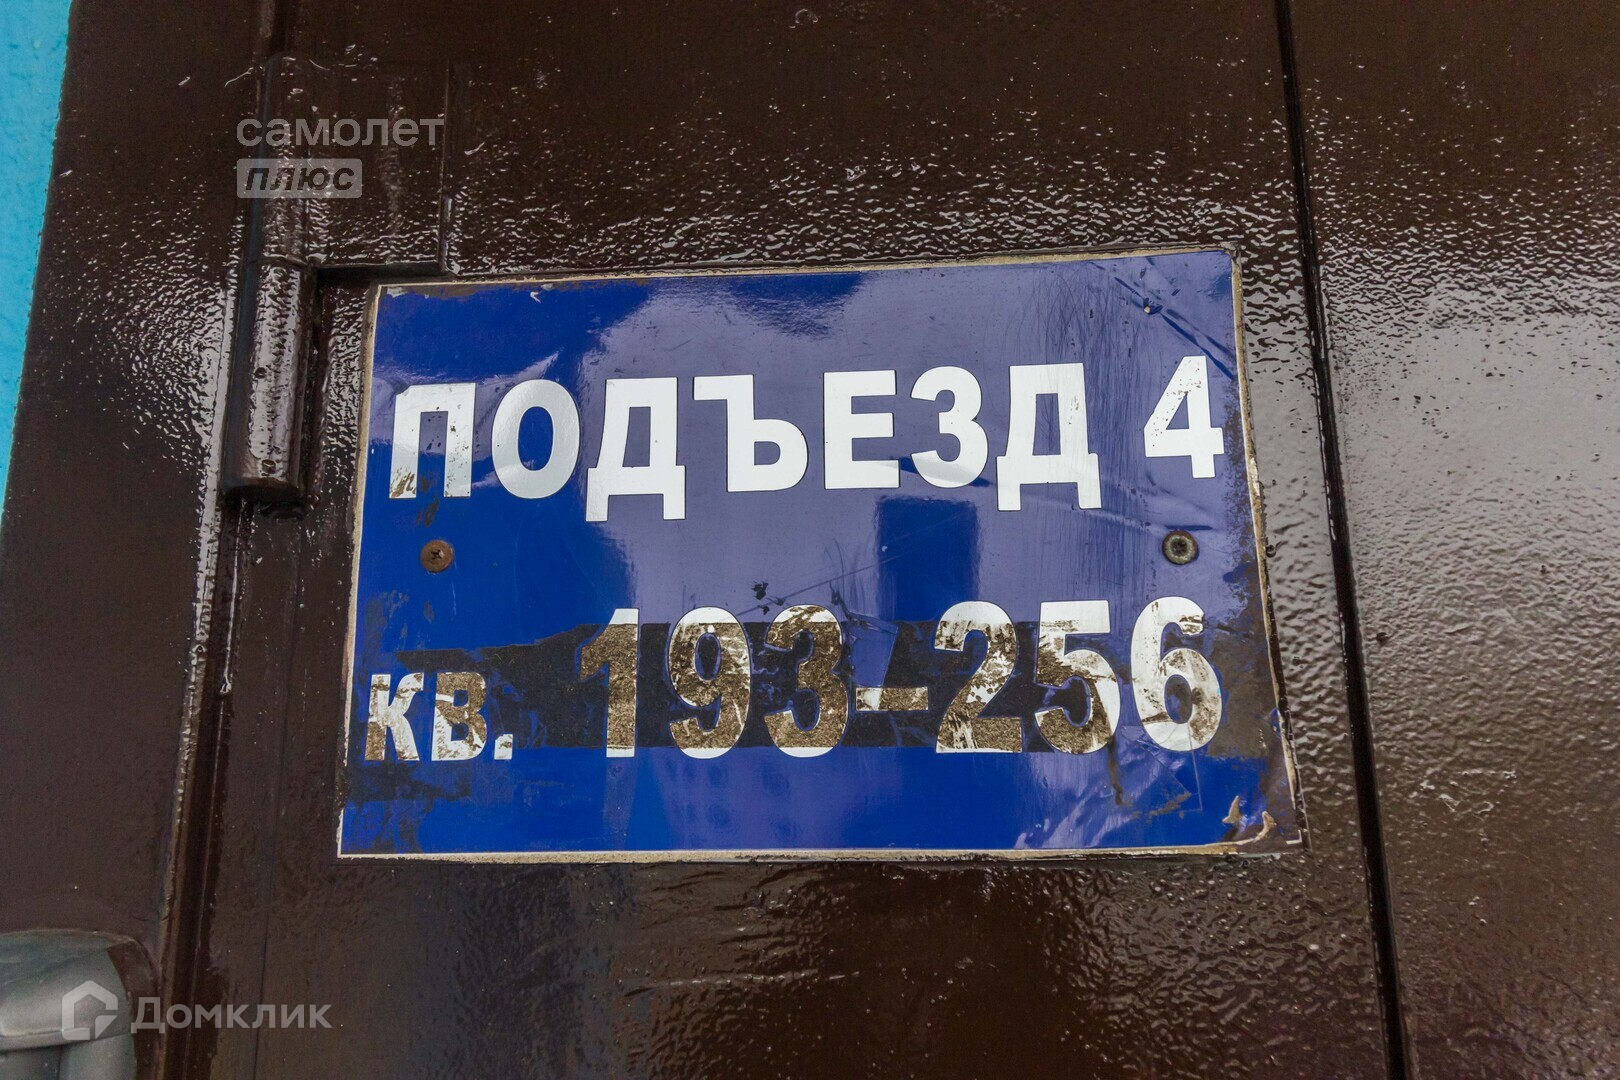 самолет
плюс
ПОДЪЕЗД 4
кв. 193-256
Домклик